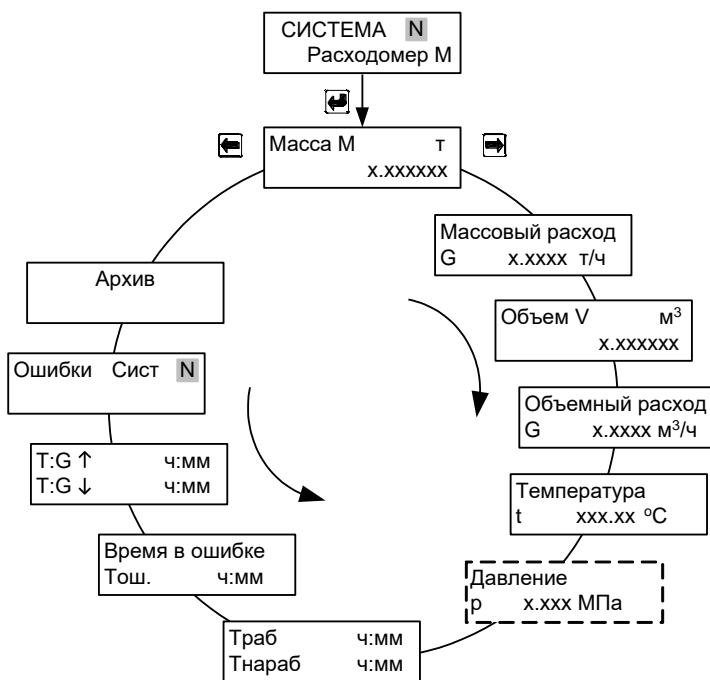 СИСТЕМА N
Расходомер М
Масса М т
х.хххххх
Массовый расход
G х.хххх т/ч
Объем V м³
х.хххххх
Объемный расход
G х.хххх м³/ч
Температура
t ххх.хх ⁰С
Давление
р х.ххх МПа
Траб ч:мм
Тнараб ч:мм
Время в ошибке
Тош. ч:мм
Т:G ↑ ч:мм
Т:G ↓ ч:мм
Ошибки Сист N
Архив